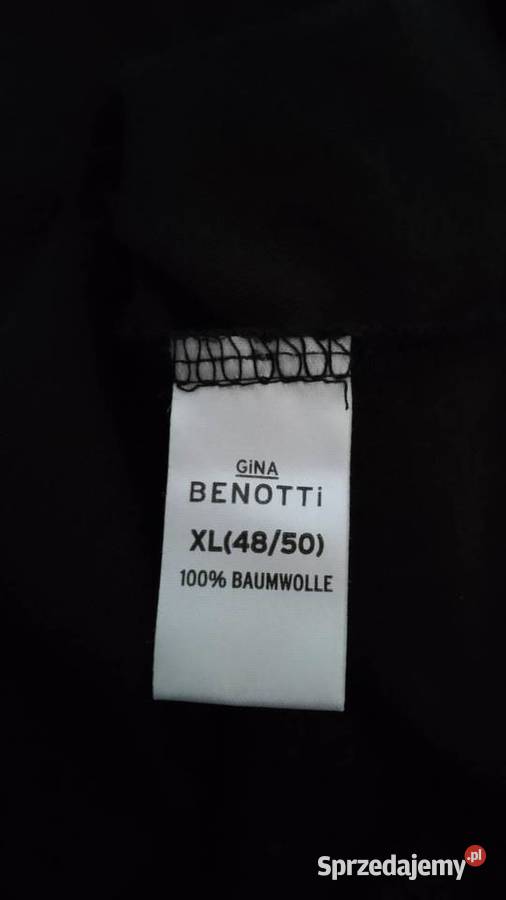 GiNA
BENOTTi
XL(48/50)
100% BAUMWOLLE
Sprzedajemy.pl